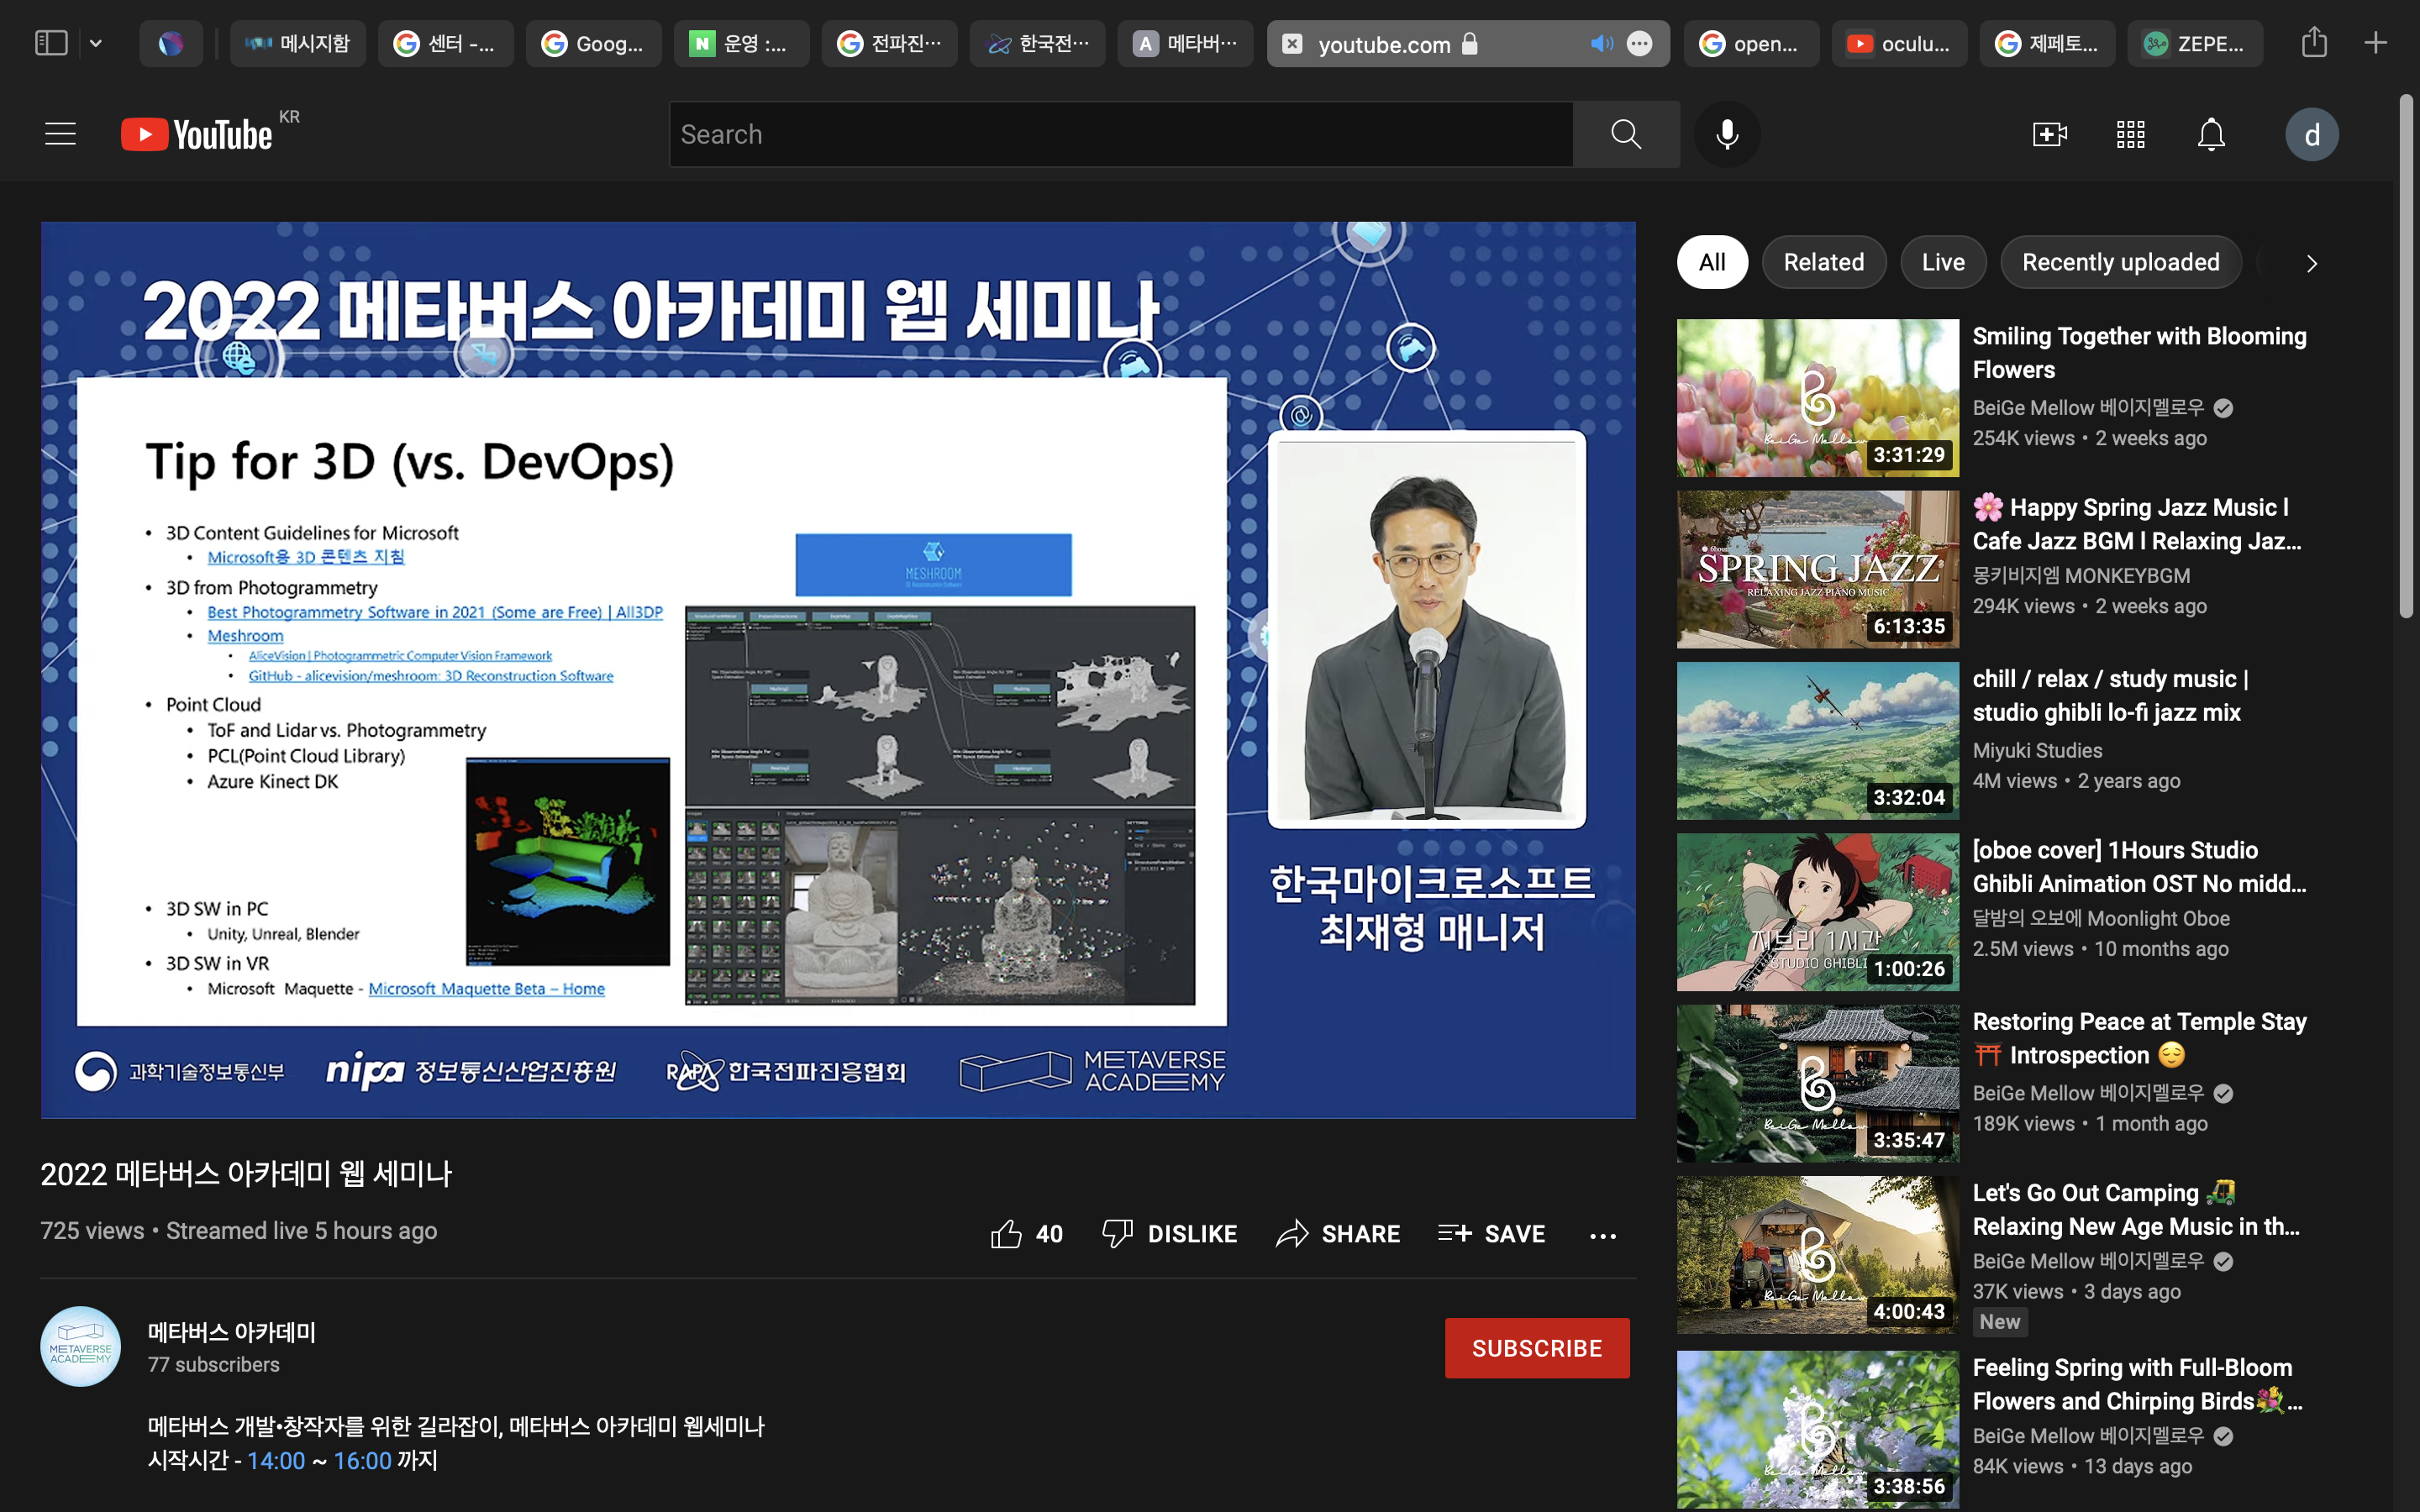 메시지함
센터 -...
Goog...
N 운영 :...
전파진...
한국전...
A 메타버...
youtube.com
open...
oculu...
제페토...
ZEPE...
YouTube KR
Search
d
2022 메타버스 아카데미 웹 세미나
Tip for 3D (vs. DevOps)
• 3D Content Guidelines for Microsoft
• Microsoft용 3D 콘텐츠 지침
• 3D from Photogrammetry
• Best Photogrammetry Software in 2021 (Some are Free) | All3DP
• Meshroom
• AliceVision | Photogrammetric Computer Vision Framework
• GitHub - alicevision/meshroom: 3D Reconstruction Software
• Point Cloud
• ToF and Lidar vs. Photogrammetry
• PCL(Point Cloud Library)
• Azure Kinect DK
• 3D SW in PC
• Unity, Unreal, Blender
• 3D SW in VR
• Microsoft Maquette - Microsoft Maquette Beta – Home
MESHROOM
한국마이크로소프트
최재형 매니저
과학기술정보통신부
nipa 정보통신산업진흥원
RAPA 한국전파진흥협회
METAVERSE
ACADEMY
2022 메타버스 아카데미 웹 세미나
725 views • Streamed live 5 hours ago
40
DISLIKE
SHARE
SAVE
METAVERSE
ACADEMY
메타버스 아카데미
77 subscribers
SUBSCRIBE
메타버스 개발•창작자를 위한 길라잡이, 메타버스 아카데미 웹세미나
시작시간 - 14:00 ~ 16:00 까지
All
Related
Live
Recently uploaded
BeiGe Mellow
3:31:29
Smiling Together with Blooming
Flowers
BeiGe Mellow 베이지멜로우
254K views • 2 weeks ago
6hours
SPRING JAZZ
RELAXING JAZZ PIANO MUSIC
6:13:35
🌸 Happy Spring Jazz Music l
Cafe Jazz BGM l Relaxing Jaz...
몽키비지엠 MONKEYBGM
294K views • 2 weeks ago
3:32:04
chill / relax / study music |
studio ghibli lo-fi jazz mix
Miyuki Studies
4M views • 2 years ago
지브리 1시간
STUDIO GHIBLI
1:00:26
[oboe cover] 1Hours Studio
Ghibli Animation OST No midd...
달밤의 오보에 Moonlight Oboe
2.5M views • 10 months ago
BeiGe Mellow
3:35:47
Restoring Peace at Temple Stay
⛩️ Introspection 😌
BeiGe Mellow 베이지멜로우
189K views • 1 month ago
BeiGe Mellow
4:00:43
Let's Go Out Camping 🛺
Relaxing New Age Music in th...
BeiGe Mellow 베이지멜로우
37K views • 3 days ago
New
BeiGe Mellow
3:38:56
Feeling Spring with Full-Bloom
Flowers and Chirping Birds💐...
BeiGe Mellow 베이지멜로우
84K views • 13 days ago